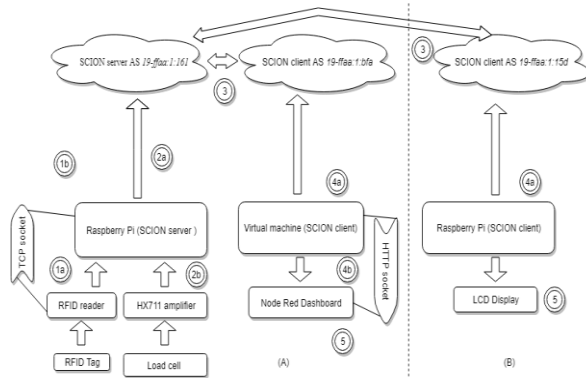 SCION server AS 19-ffaa:1:161
SCION client AS 19-ffaa:1:bfa
SCION client AS 19-ffaa:1:15d
3
3
1b
2a
4a
4a
TCP socket
Raspberry Pi (SCION server )
Virtual machine (SCION client)
HTTP socket
Raspberry Pi (SCION client)
1a
2b
4b
RFID reader
HX711 amplifier
Node Red Dashboard
LCD Display
5
5
RFID Tag
Load cell
(A)
(B)